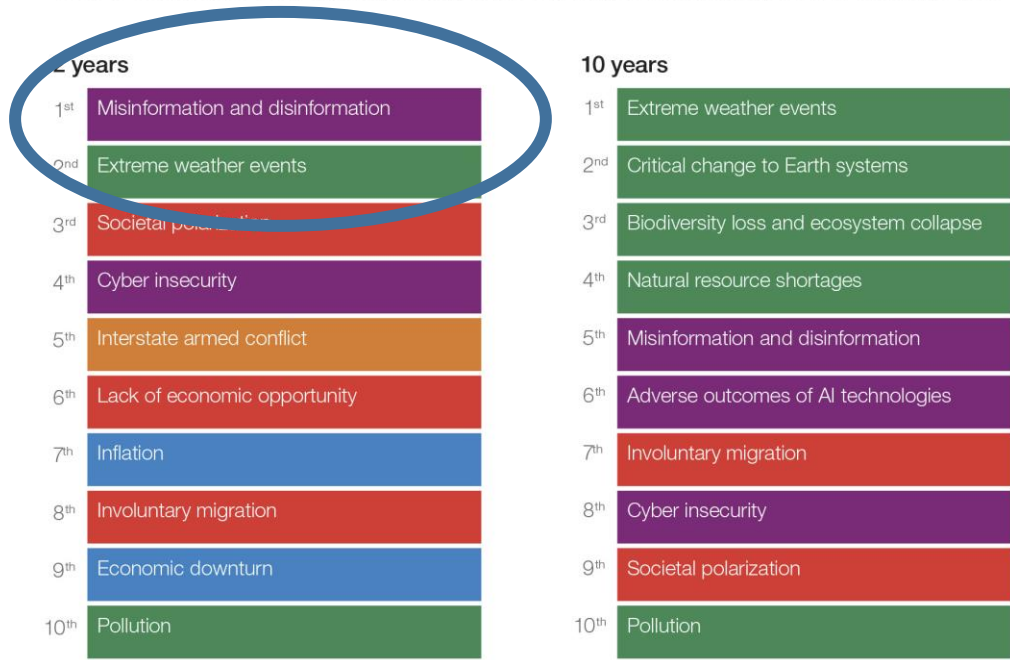 years
1st Misinformation and disinformation
2nd Extreme weather events
3rd Societal polarization
4th Cyber insecurity
5th Interstate armed conflict
6th Lack of economic opportunity
7th Inflation
8th Involuntary migration
9th Economic downturn
10th Pollution
10 years
1st Extreme weather events
2nd Critical change to Earth systems
3rd Biodiversity loss and ecosystem collapse
4th Natural resource shortages
5th Misinformation and disinformation
6th Adverse outcomes of AI technologies
7th Involuntary migration
8th Cyber insecurity
9th Societal polarization
10th Pollution